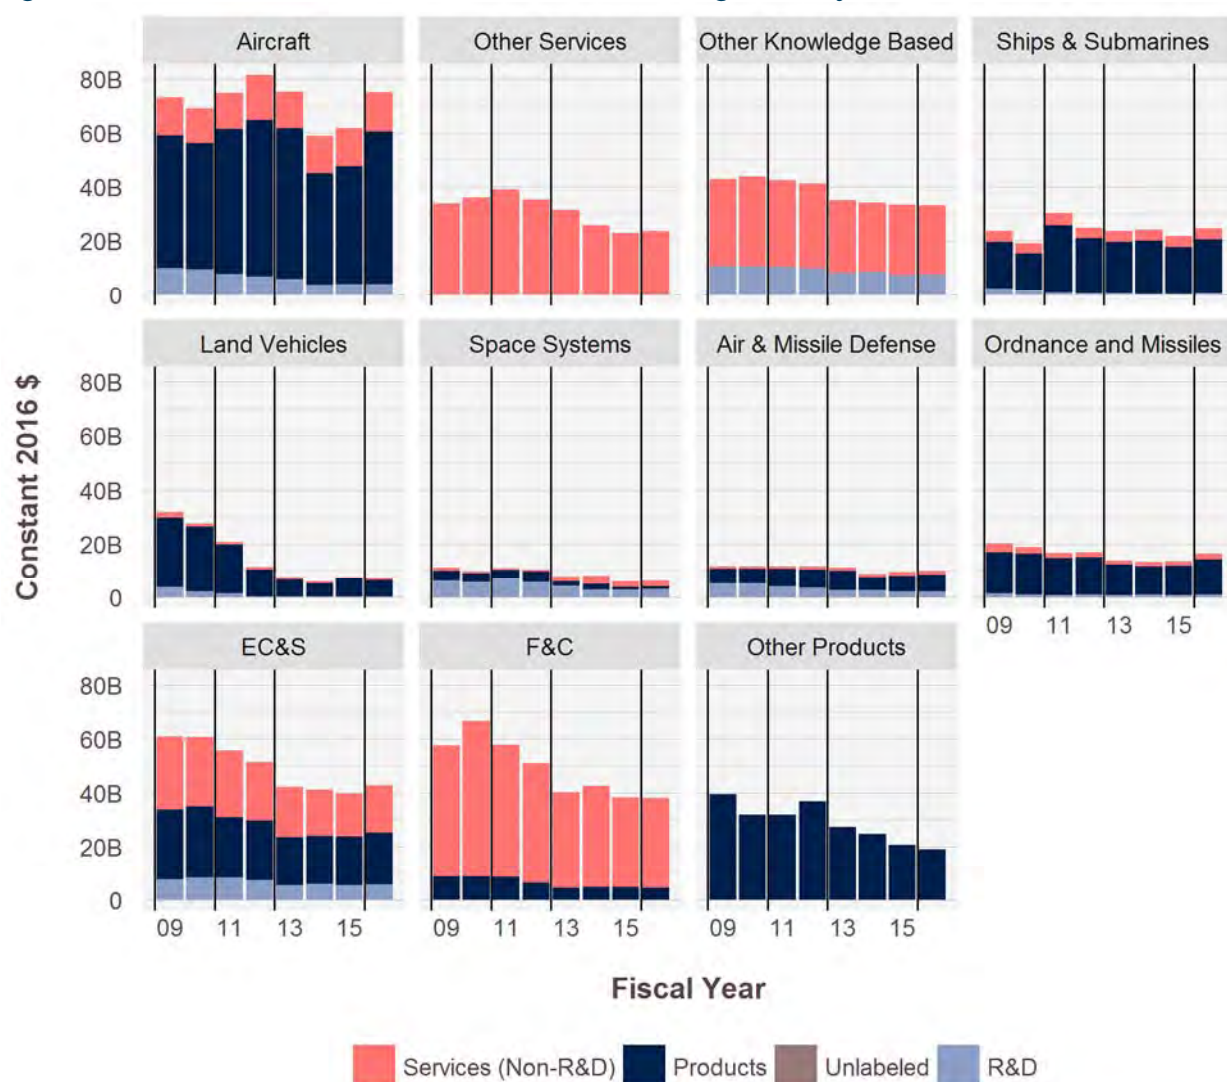 Aircraft Other Services Other Knowledge Based Ships & Submarines
80B
60B
40B
20B
0
Land Vehicles Space Systems Air & Missile Defense Ordnance and Missiles
80B
60B
40B
20B
0
09 11 13 15
EC&S F&C Other Products
80B
60B
40B
20B
0
09 11 13 15 09 11 13 15 09 11 13 15
Constant 2016 $
Fiscal Year
Services (Non-R&D) Products Unlabeled R&D